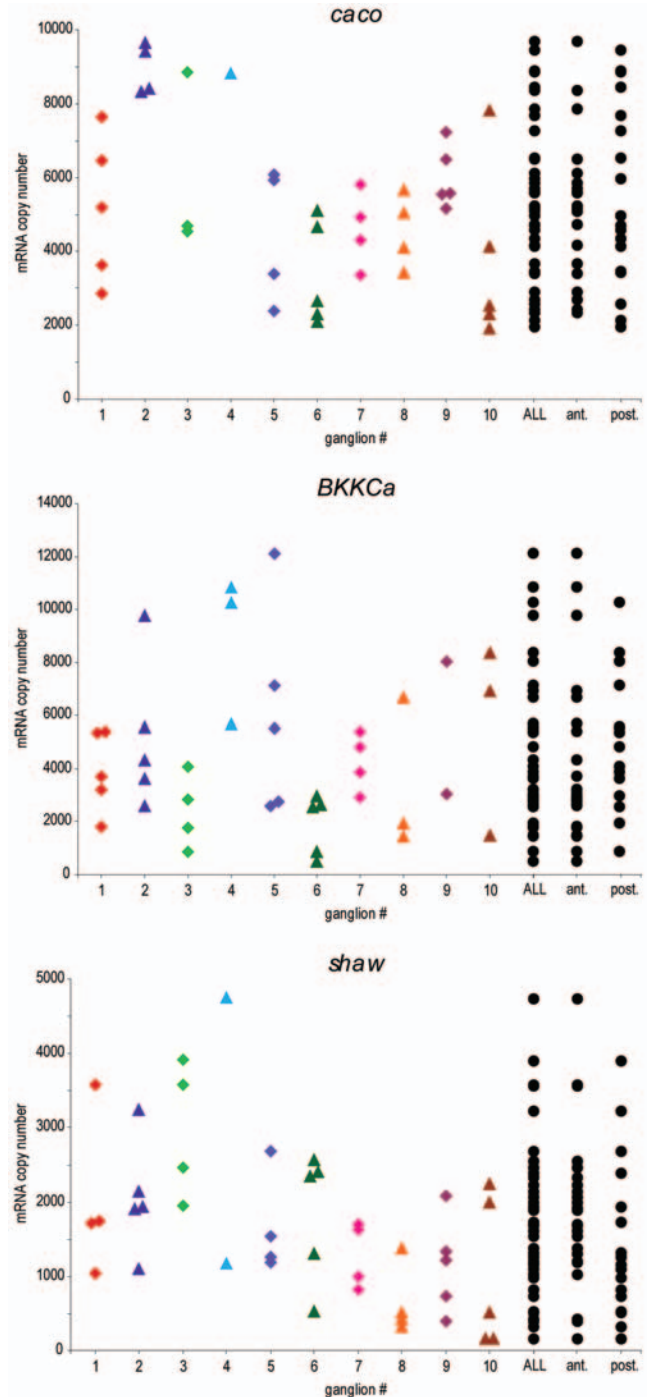 caco
10000
8000
6000
4000
2000
0
mRNA copy number
1 2 3 4 5 6 7 8 9 10 ALL ant. post.
ganglion #
BKKCa
14000
12000
10000
8000
6000
4000
2000
0
mRNA copy number
1 2 3 4 5 6 7 8 9 10 ALL ant. post.
ganglion #
shaw
5000
4000
3000
2000
1000
0
mRNA copy number
1 2 3 4 5 6 7 8 9 10 ALL ant. post.
ganglion #